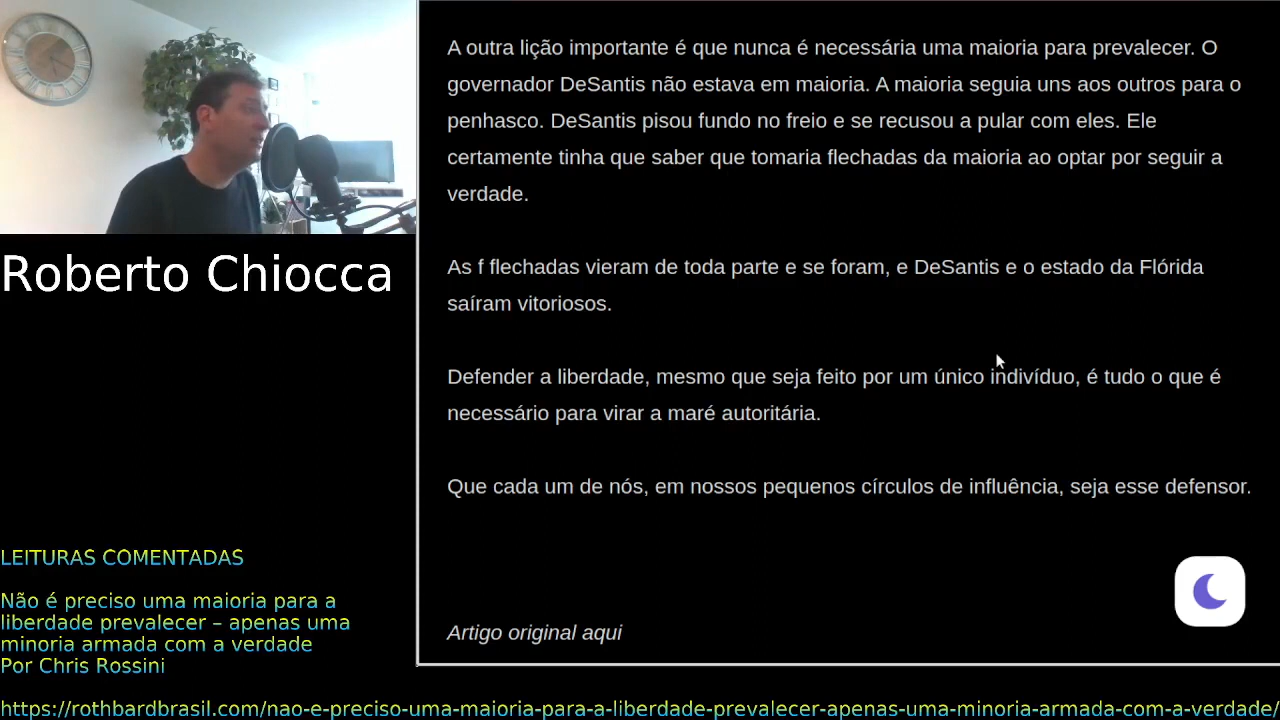 A outra lição importante é que nunca é necessária uma maioria para prevalecer. O
governador DeSantis não estava em maioria. A maioria seguia uns aos outros para o
penhasco. DeSantis pisou fundo no freio e se recusou a pular com eles. Ele
certamente tinha que saber que tomaria flechadas da maioria ao optar por seguir a
verdade.
As f flechadas vieram de toda parte e se foram, e DeSantis e o estado da Flórida
saíram vitoriosos.
Defender a liberdade, mesmo que seja feito por um único indivíduo, é tudo o que é
necessário para virar a maré autoritária.
Que cada um de nós, em nossos pequenos círculos de influência, seja esse defensor.
Artigo original aqui
Roberto Chiocca
LEITURAS COMENTADAS
Não é preciso uma maioria para a
liberdade prevalecer – apenas uma
minoria armada com a verdade
Por Chris Rossini
https://rothbardbrasil.com/nao-e-preciso-uma-maioria-para-a-liberdade-prevalecer-apenas-uma-minoria-armada-com-a-verdade/